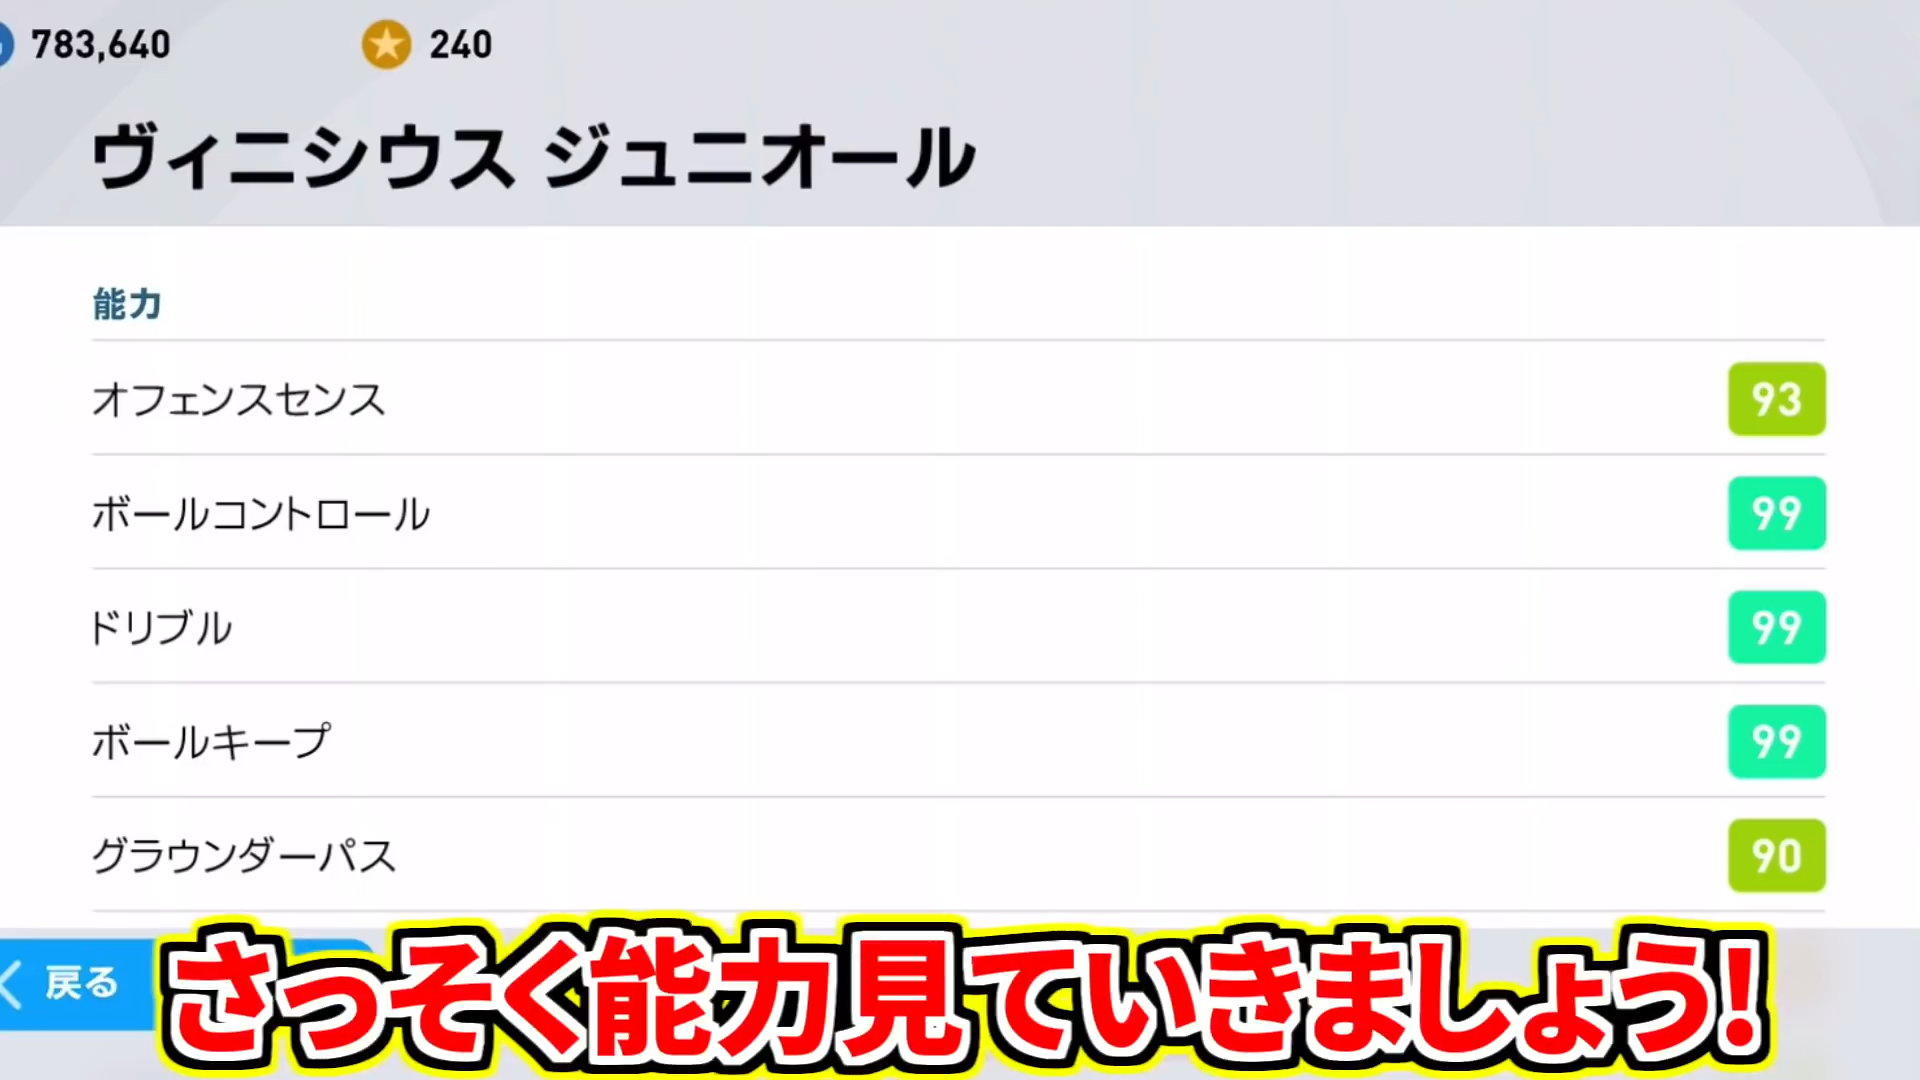 783,640
240
ヴィニシウス ジュニオール
能力
オフェンスセンス
93
ボールコントロール
99
ドリブル
99
ボールキープ
99
グラウンダーパス
90
戻る
さっそく能力見ていきましょう!